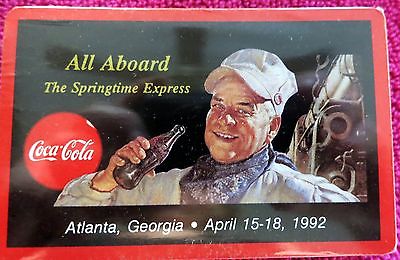 All Aboard
The Springtime Express
Coca-Cola
Atlanta, Georgia • April 15-18, 1992